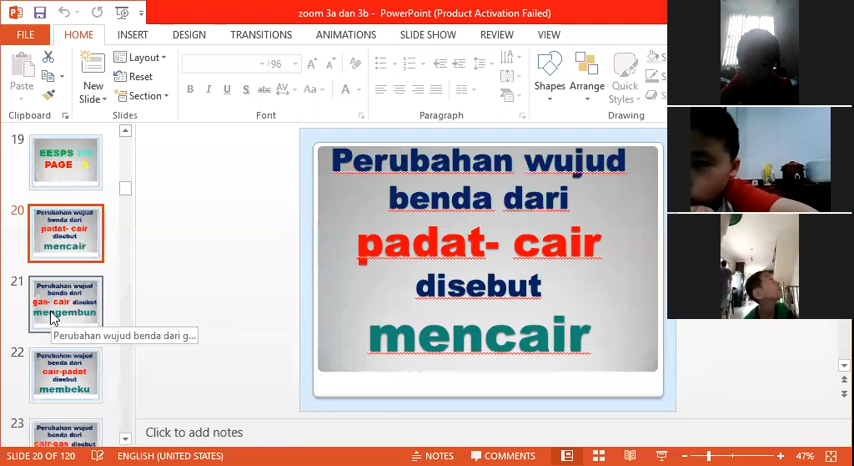 zoom 3a dan 3b - PowerPoint (Product Activation Failed)
FILE HOME INSERT DESIGN TRANSITIONS ANIMATIONS SLIDE SHOW REVIEW VIEW
Paste
New
Slide
Layout
Reset
Section
96
B I U S abc AV Aa A
Shapes
Arrange
Quick
Styles
Clipboard Slides Font Paragraph Drawing
19
EESPS
PAGE
20
Perubahan wujud
benda dari
padat- cair
disebut
mencair
21
Perubahan wujud
benda dari
gas- cair disebut
mengembun
Perubahan wujud benda dari g...
22
Perubahan wujud
benda dari
cair-padat
disebut
membeku
23
Perubahan wujud
benda dari
cair-gas disebut
Perubahan wujud
benda dari
padat- cair
disebut
mencair
Click to add notes
SLIDE 20 OF 120 ENGLISH (UNITED STATES) NOTES COMMENTS 47%